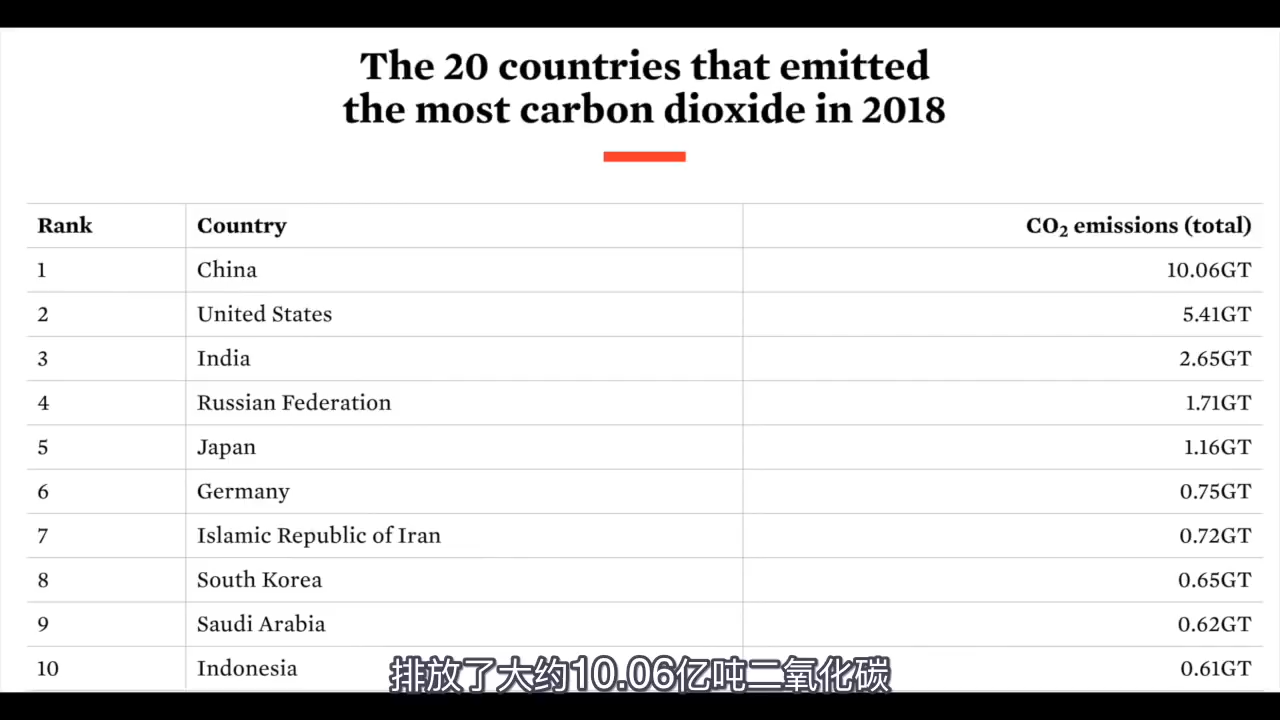 The 20 countries that emitted
the most carbon dioxide in 2018
Rank Country CO₂ emissions (total)
1 China 10.06GT
2 United States 5.41GT
3 India 2.65GT
4 Russian Federation 1.71GT
5 Japan 1.16GT
6 Germany 0.75GT
7 Islamic Republic of Iran 0.72GT
8 South Korea 0.65GT
9 Saudi Arabia 0.62GT
10 Indonesia 0.61GT
排放了大约10.06亿吨二氧化碳